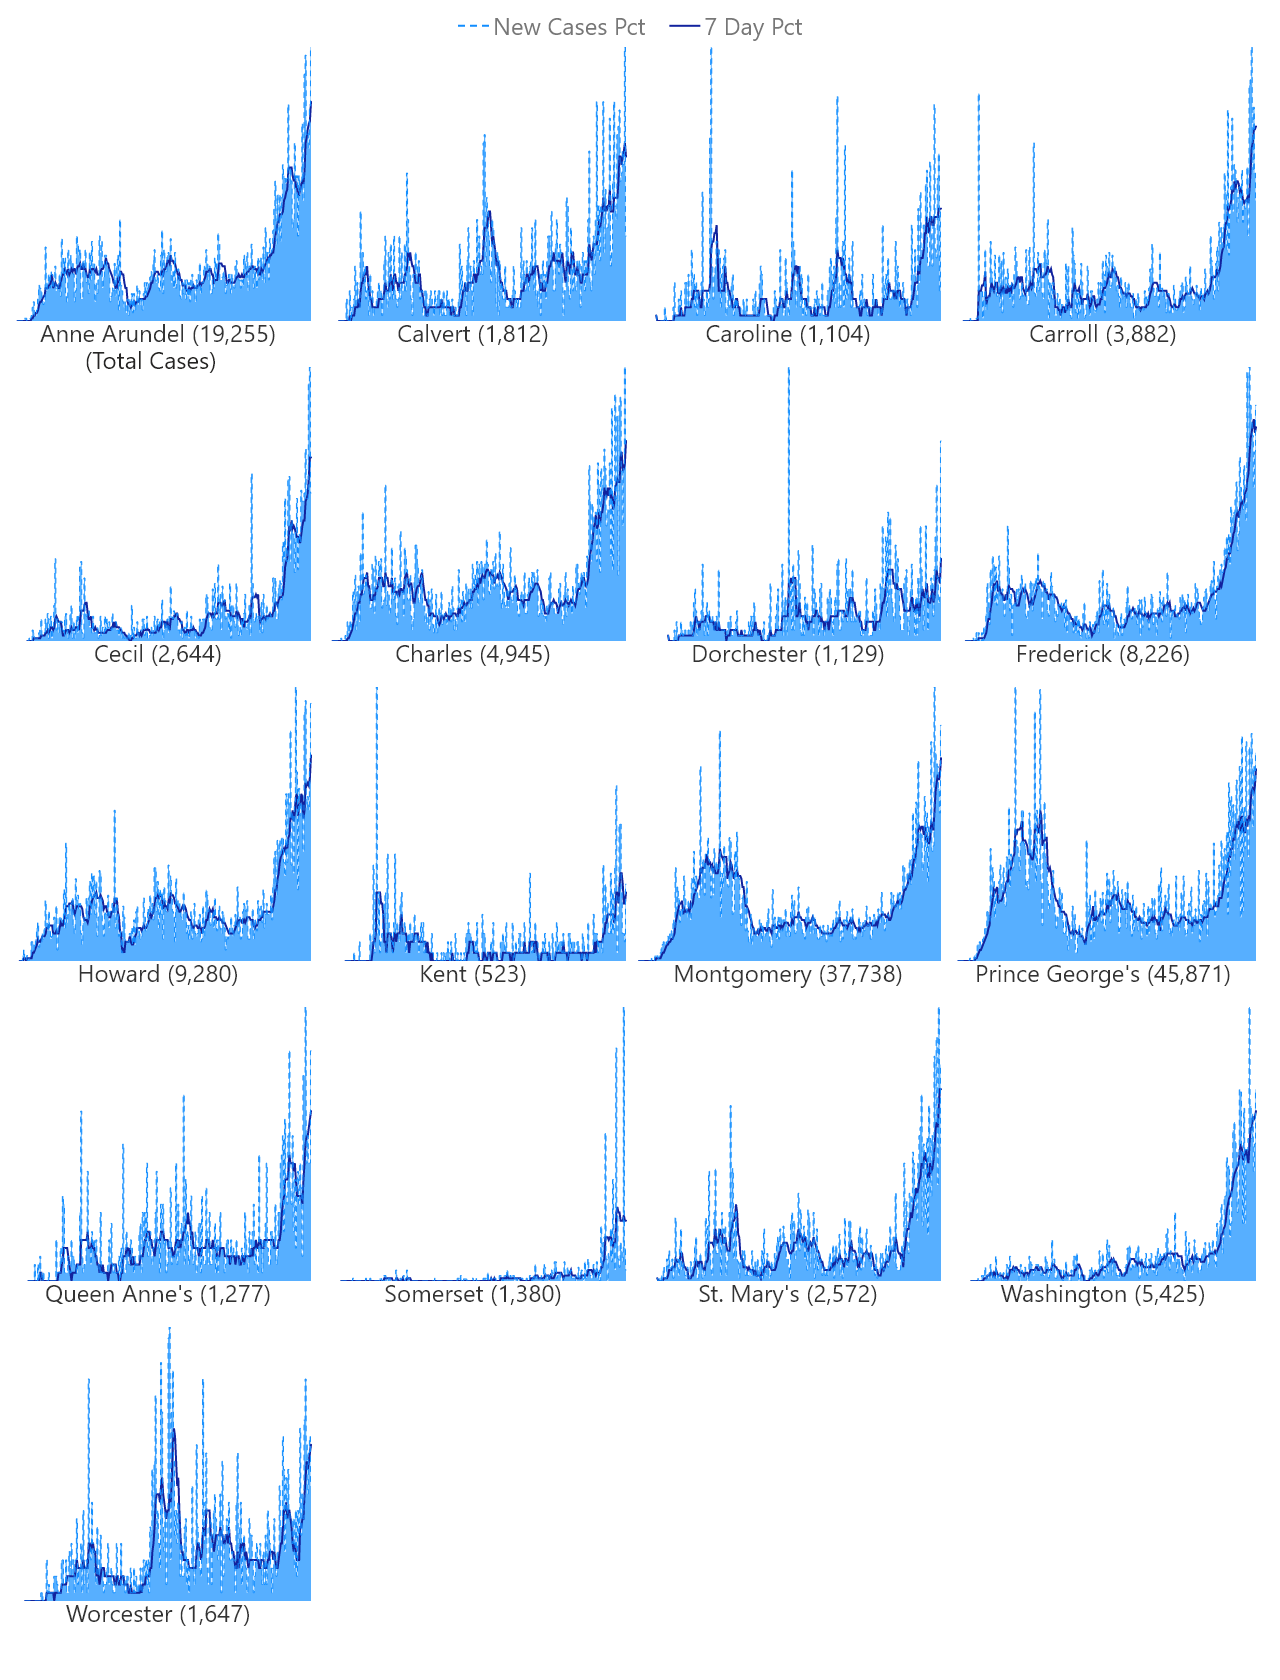 New Cases Pct 7 Day Pct
Anne Arundel (19,255)
(Total Cases)
Calvert (1,812)
Caroline (1,104)
Carroll (3,882)
Cecil (2,644)
Charles (4,945)
Dorchester (1,129)
Frederick (8,226)
Howard (9,280)
Kent (523)
Montgomery (37,738)
Prince George's (45,871)
Queen Anne's (1,277)
Somerset (1,380)
St. Mary's (2,572)
Washington (5,425)
Worcester (1,647)